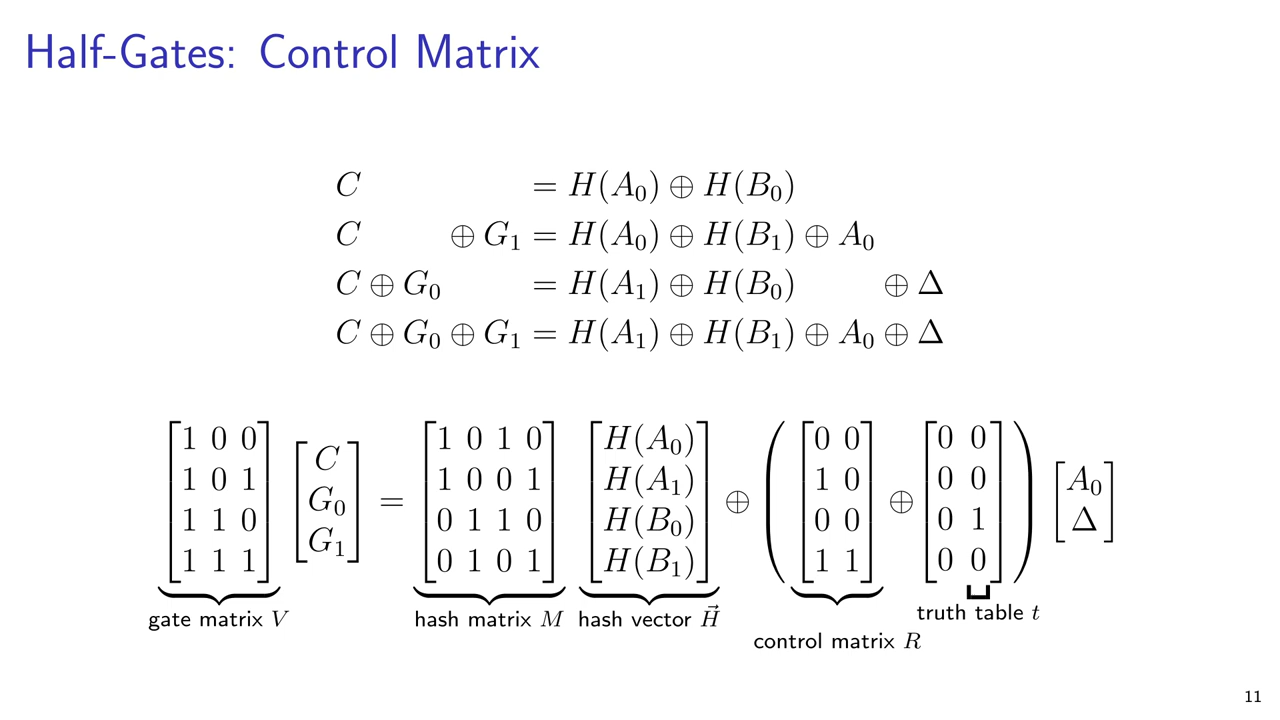 Half-Gates: Control Matrix
C = H(A₀) ⊕ H(B₀)
C ⊕ G₁ = H(A₀) ⊕ H(B₁) ⊕ A₀
C ⊕ G₀ = H(A₁) ⊕ H(B₀) ⊕ Δ
C ⊕ G₀ ⊕ G₁ = H(A₁) ⊕ H(B₁) ⊕ A₀ ⊕ Δ
[1 0 0; 1 0 1; 1 1 0; 1 1 1] [C; G₀; G₁] = [1 0 1 0; 1 0 0 1; 0 1 1 0; 0 1 0 1] [H(A₀); H(A₁); H(B₀); H(B₁)] ⊕ ([0 0; 1 0; 0 0; 1 1] ⊕ [0 0; 0 0; 0 1; 0 0]) [A₀; Δ]
gate matrix V hash matrix M hash vector H⃗ truth table t
control matrix R
11